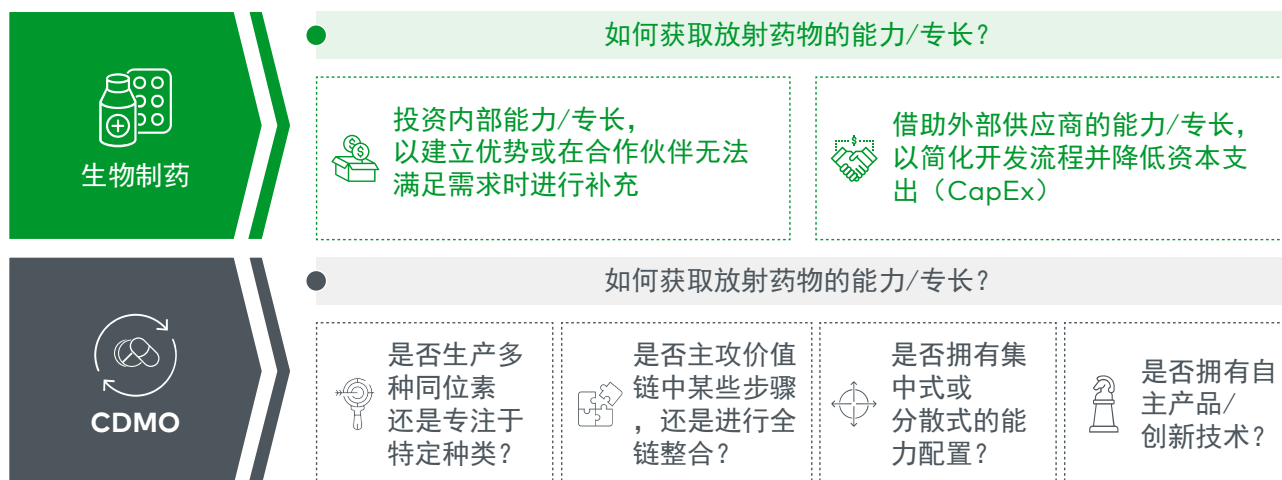 如何获取放射药物的能力/专长？
生物制药
投资内部能力/专长，
以建立优势或在合作伙伴无法
满足需求时进行补充
借助外部供应商的能力/专长，
以简化开发流程并降低资本支
出（CapEx）
如何获取放射药物的能力/专长？
CDMO
是否生产多
种同位素
还是专注于
特定种类？
是否主攻价值
链中某些步骤
，还是进行全
链整合？
是否拥有集
中式或
分散式的能
力配置？
是否拥有自
主产品/
创新技术？